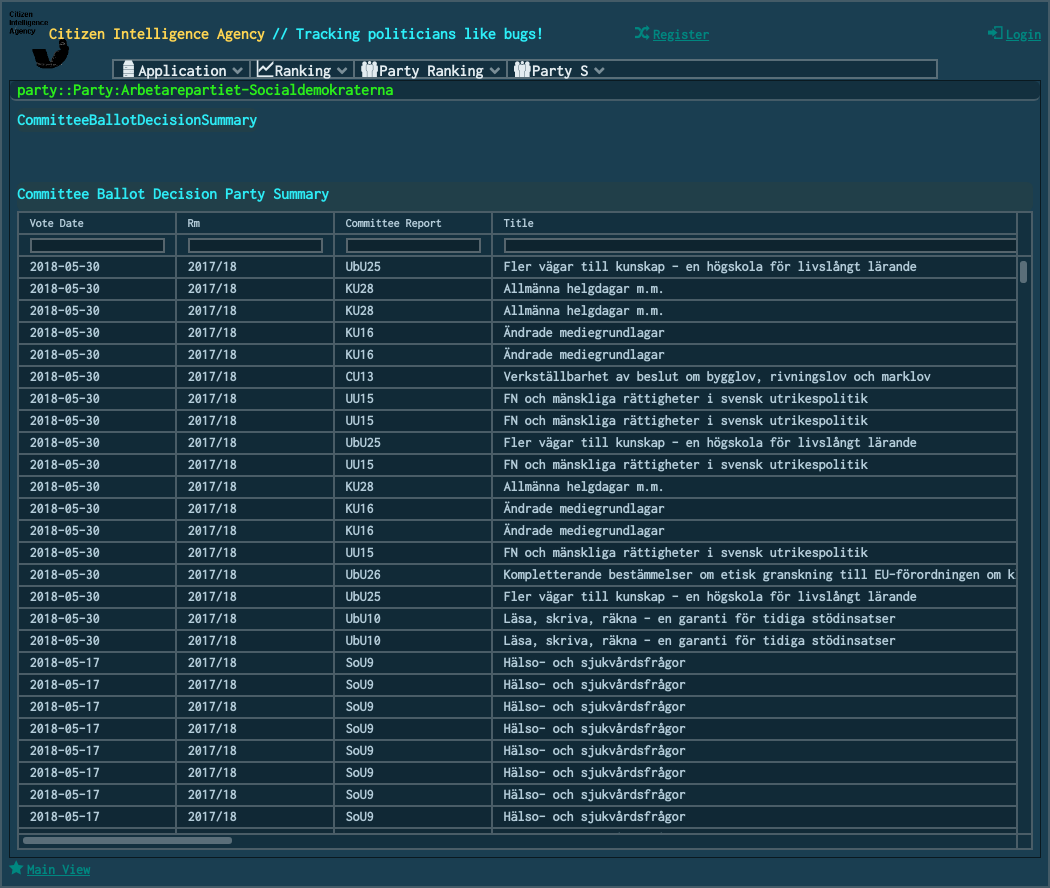 Citizen
Intelligence
Agency
Citizen Intelligence Agency // Tracking politicians like bugs!
Register
Login
Application
Ranking
Party Ranking
Party S
party::Party:Arbetarepartiet-Socialdemokraterna
CommitteeBallotDecisionSummary
Committee Ballot Decision Party Summary
Vote Date Rm Committee Report Title
2018-05-30 2017/18 UbU25 Fler vägar till kunskap - en högskola för livslångt lärande
2018-05-30 2017/18 KU28 Allmänna helgdagar m.m.
2018-05-30 2017/18 KU28 Allmänna helgdagar m.m.
2018-05-30 2017/18 KU16 Ändrade mediegrundlagar
2018-05-30 2017/18 KU16 Ändrade mediegrundlagar
2018-05-30 2017/18 CU13 Verkställbarhet av beslut om bygglov, rivningslov och marklov
2018-05-30 2017/18 UU15 FN och mänskliga rättigheter i svensk utrikespolitik
2018-05-30 2017/18 UU15 FN och mänskliga rättigheter i svensk utrikespolitik
2018-05-30 2017/18 UbU25 Fler vägar till kunskap - en högskola för livslångt lärande
2018-05-30 2017/18 UU15 FN och mänskliga rättigheter i svensk utrikespolitik
2018-05-30 2017/18 KU28 Allmänna helgdagar m.m.
2018-05-30 2017/18 KU16 Ändrade mediegrundlagar
2018-05-30 2017/18 KU16 Ändrade mediegrundlagar
2018-05-30 2017/18 UU15 FN och mänskliga rättigheter i svensk utrikespolitik
2018-05-30 2017/18 UbU26 Kompletterande bestämmelser om etisk granskning till EU-förordningen om k
2018-05-30 2017/18 UbU25 Fler vägar till kunskap - en högskola för livslångt lärande
2018-05-30 2017/18 UbU10 Läsa, skriva, räkna - en garanti för tidiga stödinsatser
2018-05-30 2017/18 UbU10 Läsa, skriva, räkna - en garanti för tidiga stödinsatser
2018-05-17 2017/18 SoU9 Hälso- och sjukvårdsfrågor
2018-05-17 2017/18 SoU9 Hälso- och sjukvårdsfrågor
2018-05-17 2017/18 SoU9 Hälso- och sjukvårdsfrågor
2018-05-17 2017/18 SoU9 Hälso- och sjukvårdsfrågor
2018-05-17 2017/18 SoU9 Hälso- och sjukvårdsfrågor
2018-05-17 2017/18 SoU9 Hälso- och sjukvårdsfrågor
2018-05-17 2017/18 SoU9 Hälso- och sjukvårdsfrågor
2018-05-17 2017/18 SoU9 Hälso- och sjukvårdsfrågor
Main View